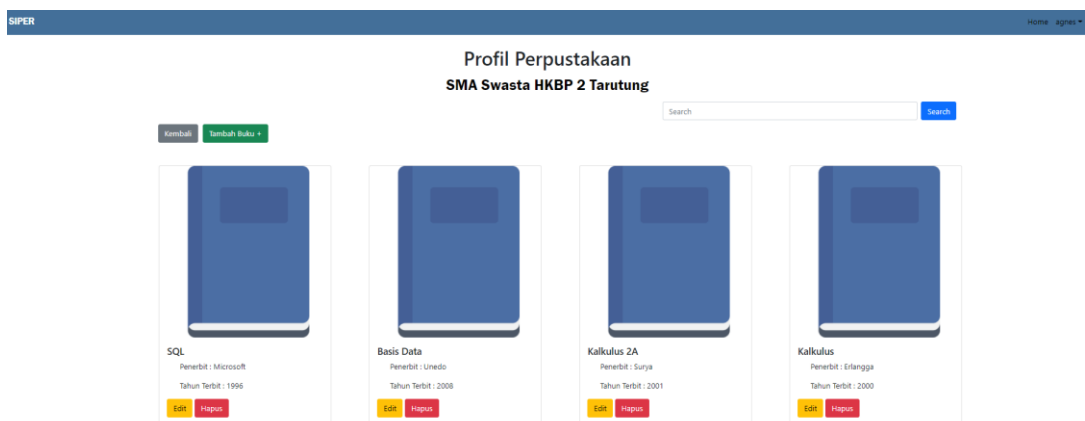 SIPER
Home agnes
Profil Perpustakaan
SMA Swasta HKBP 2 Tarutung
Search Search
Kembali Tambah Buku +
SQL
Penerbit : Microsoft
Tahun Terbit : 1996
Edit Hapus
Basis Data
Penerbit : Unedo
Tahun Terbit : 2008
Edit Hapus
Kalkulus 2A
Penerbit : Surya
Tahun Terbit : 2001
Edit Hapus
Kalkulus
Penerbit : Erlangga
Tahun Terbit : 2000
Edit Hapus